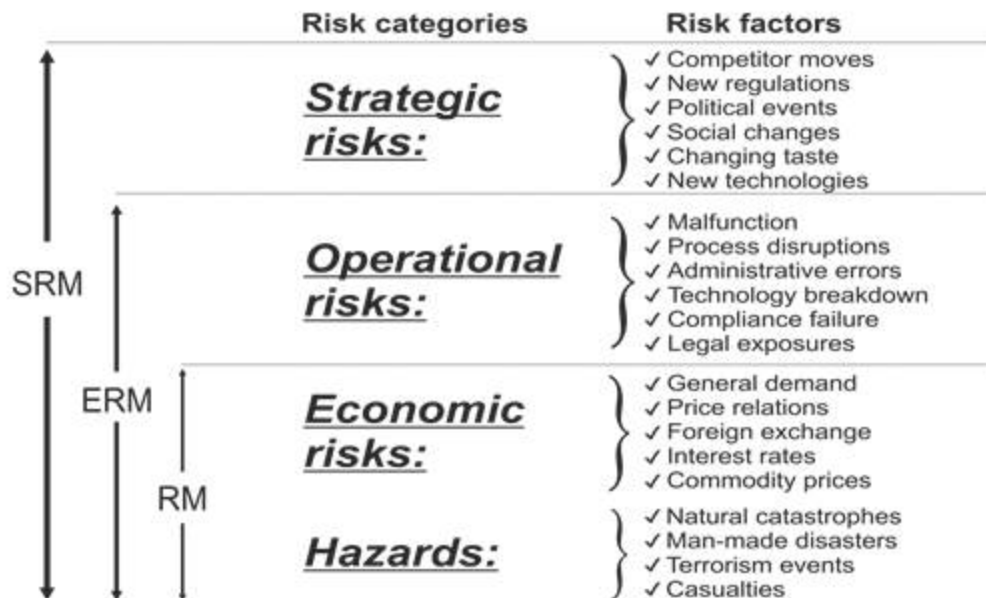 Risk categories
Risk factors
SRM
ERM
RM
Strategic
risks:
✓ Competitor moves
✓ New regulations
✓ Political events
✓ Social changes
✓ Changing taste
✓ New technologies
Operational
risks:
✓ Malfunction
✓ Process disruptions
✓ Administrative errors
✓ Technology breakdown
✓ Compliance failure
✓ Legal exposures
Economic
risks:
✓ General demand
✓ Price relations
✓ Foreign exchange
✓ Interest rates
✓ Commodity prices
Hazards:
✓ Natural catastrophes
✓ Man-made disasters
✓ Terrorism events
✓ Casualties